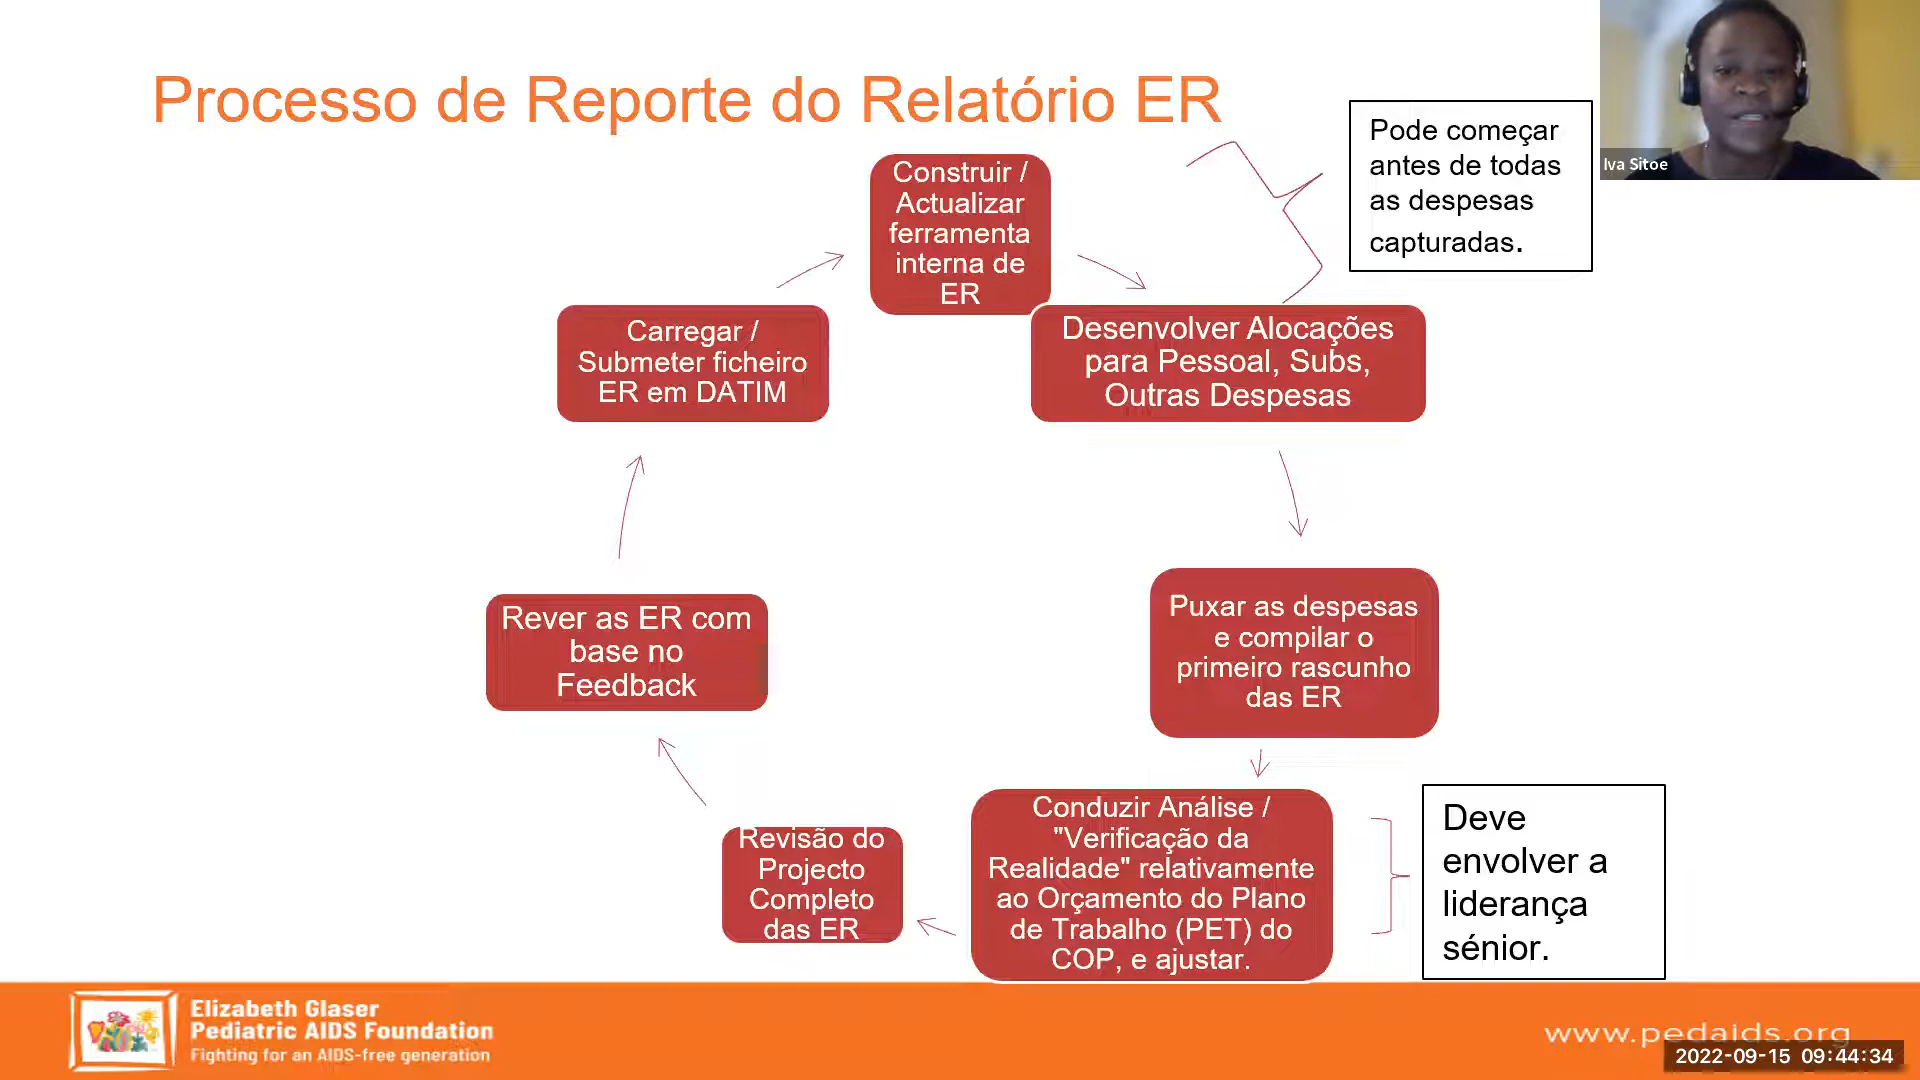 Processo de Reporte do Relatório ER
Iva Sitoe
Pode começar
antes de todas
as despesas
capturadas.
Construir /
Actualizar
ferramenta
interna de
ER
Desenvolver Alocações
para Pessoal, Subs,
Outras Despesas
Puxar as despesas
e compilar o
primeiro rascunho
das ER
Conduzir Análise /
"Verificação da
Realidade" relativamente
ao Orçamento do Plano
de Trabalho (PET) do
COP, e ajustar.
Deve
envolver a
liderança
sénior.
Revisão do
Projecto
Completo
das ER
Rever as ER com
base no
Feedback
Carregar /
Submeter ficheiro
ER em DATIM
Elizabeth Glaser
Pediatric AIDS Foundation
Fighting for an AIDS-free generation
www.pedaids.org
2022-09-15 09:44:34